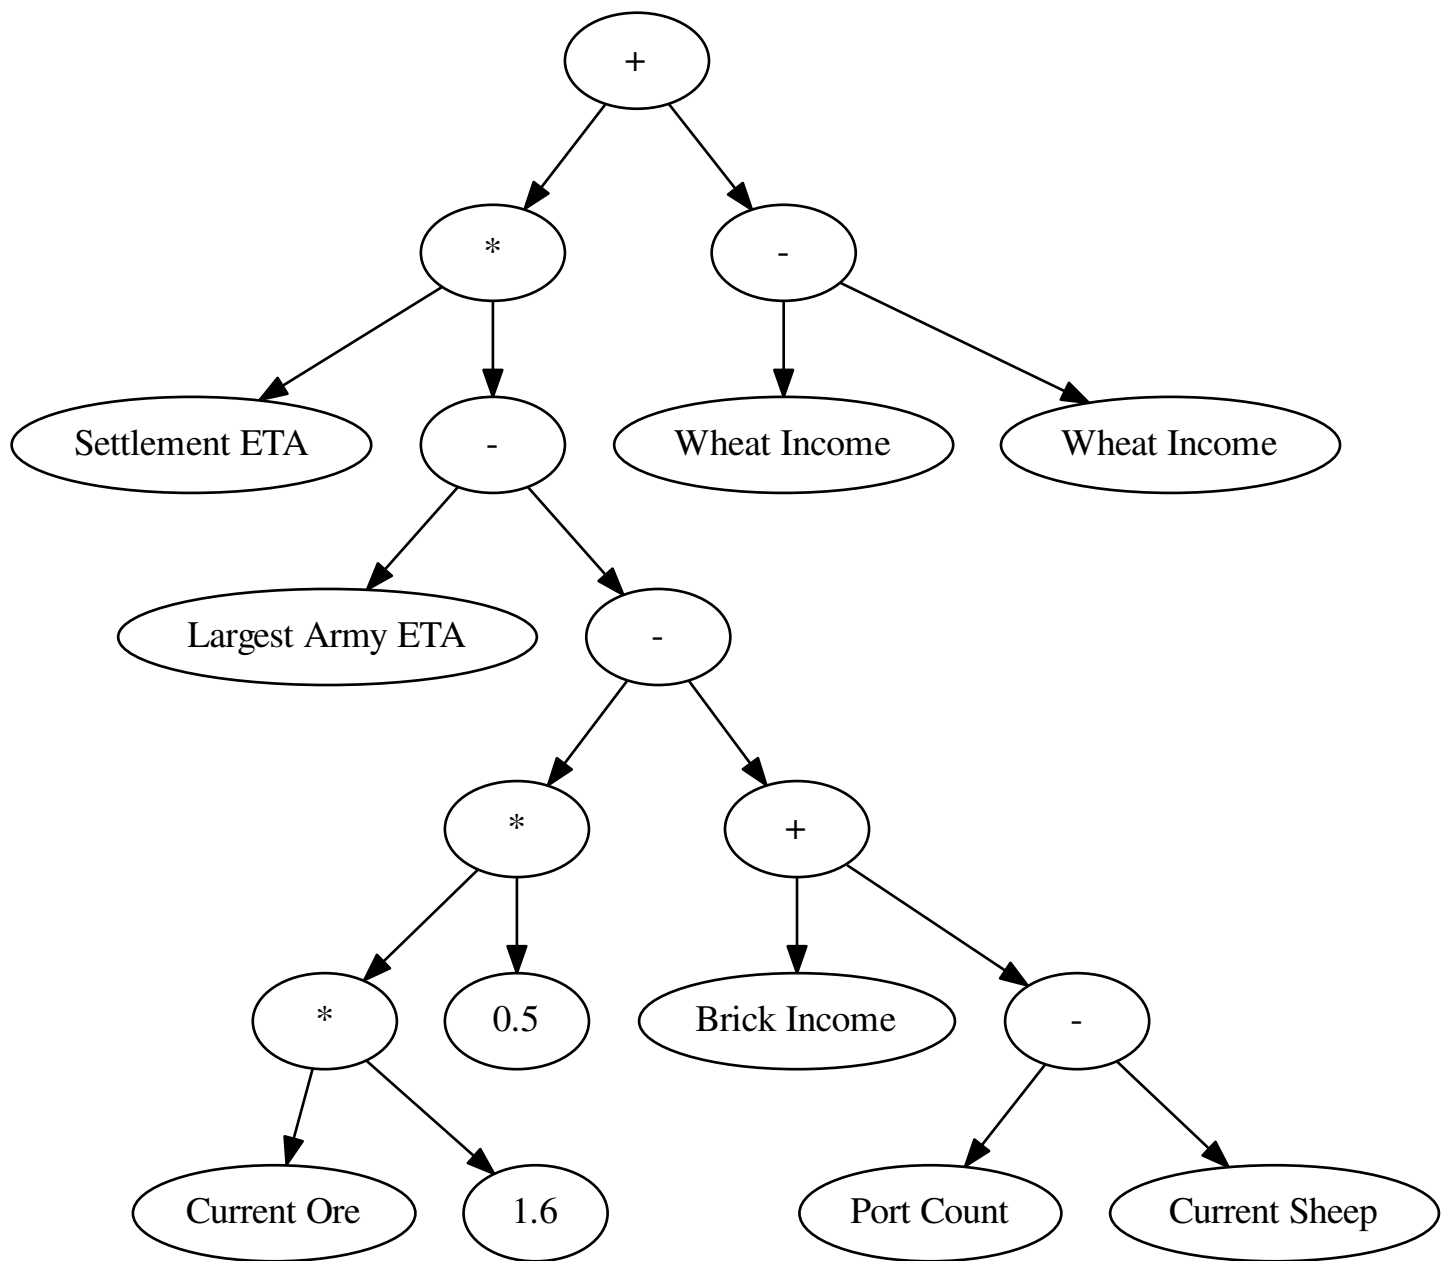 +
*
-
Settlement ETA
-
Wheat Income
Wheat Income
Largest Army ETA
-
*
+
*
0.5
Brick Income
-
Current Ore
1.6
Port Count
Current Sheep